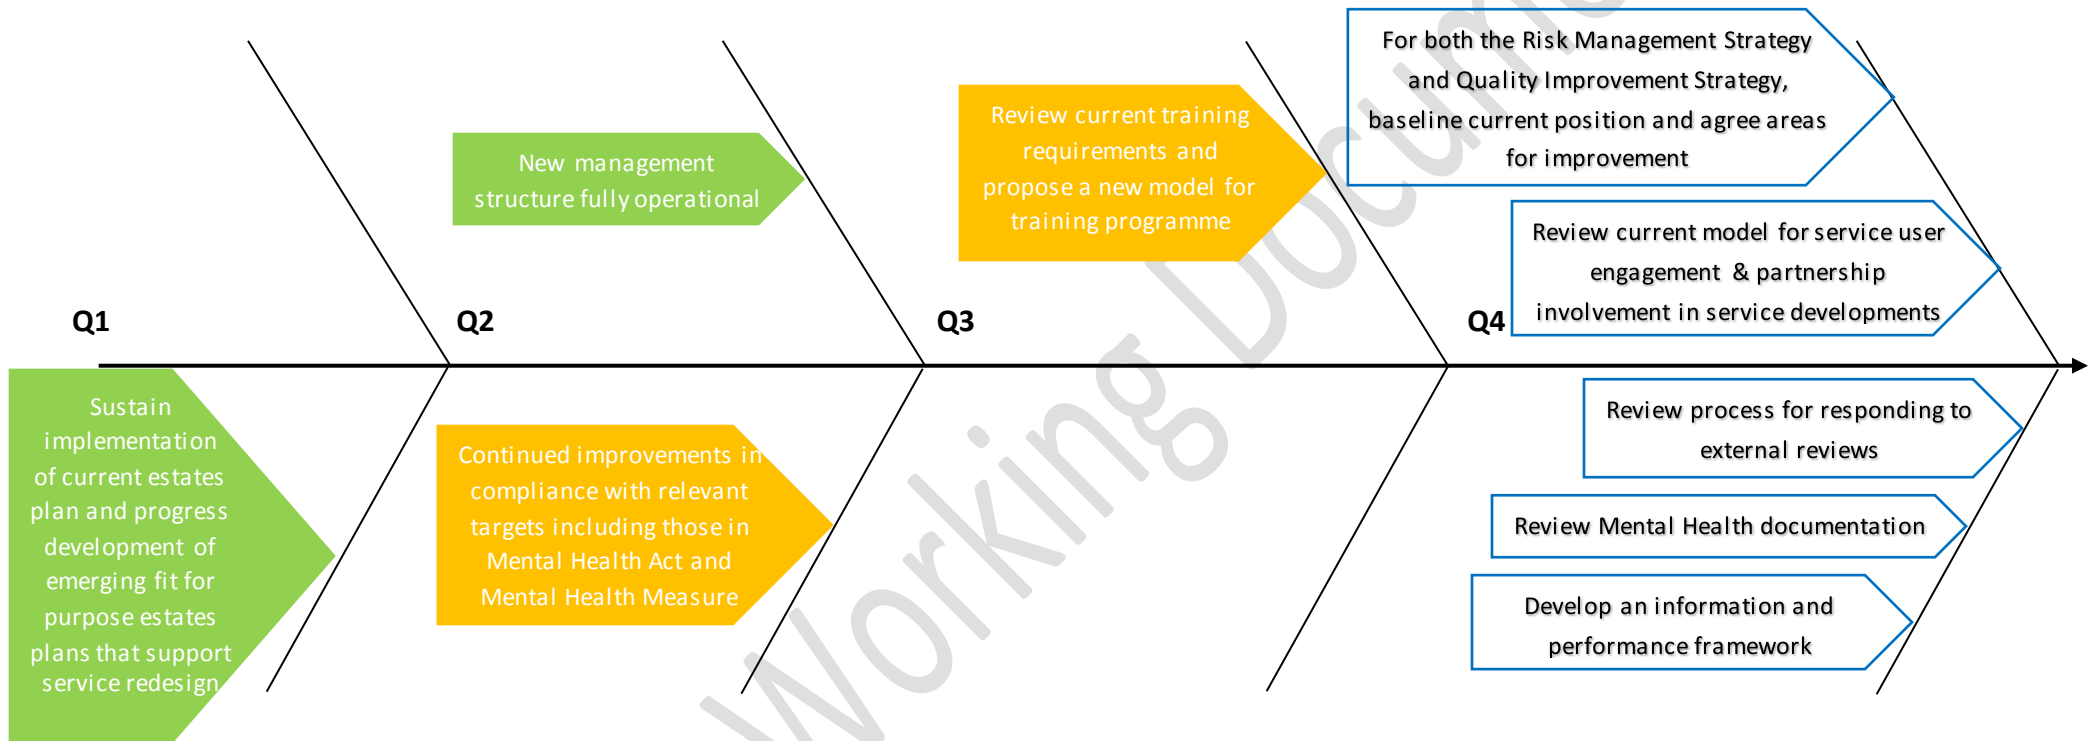 For both the Risk Management Strategy
and Quality Improvement Strategy,
baseline current position and agree areas
for improvement
Review current training
requirements and
propose a new model for
training programme
New management
structure fully operational
Review current model for service user
engagement & partnership
involvement in service developments
Q1
Q2
Q3
Q4
Sustain
implementation
of current estates
plan and progress
development of
emerging fit for
purpose estates
plans that support
service redesign
Continued improvements in
compliance with relevant
targets including those in
Mental Health Act and
Mental Health Measure
Review process for responding to
external reviews
Review Mental Health documentation
Develop an information and
performance framework
Working Docume